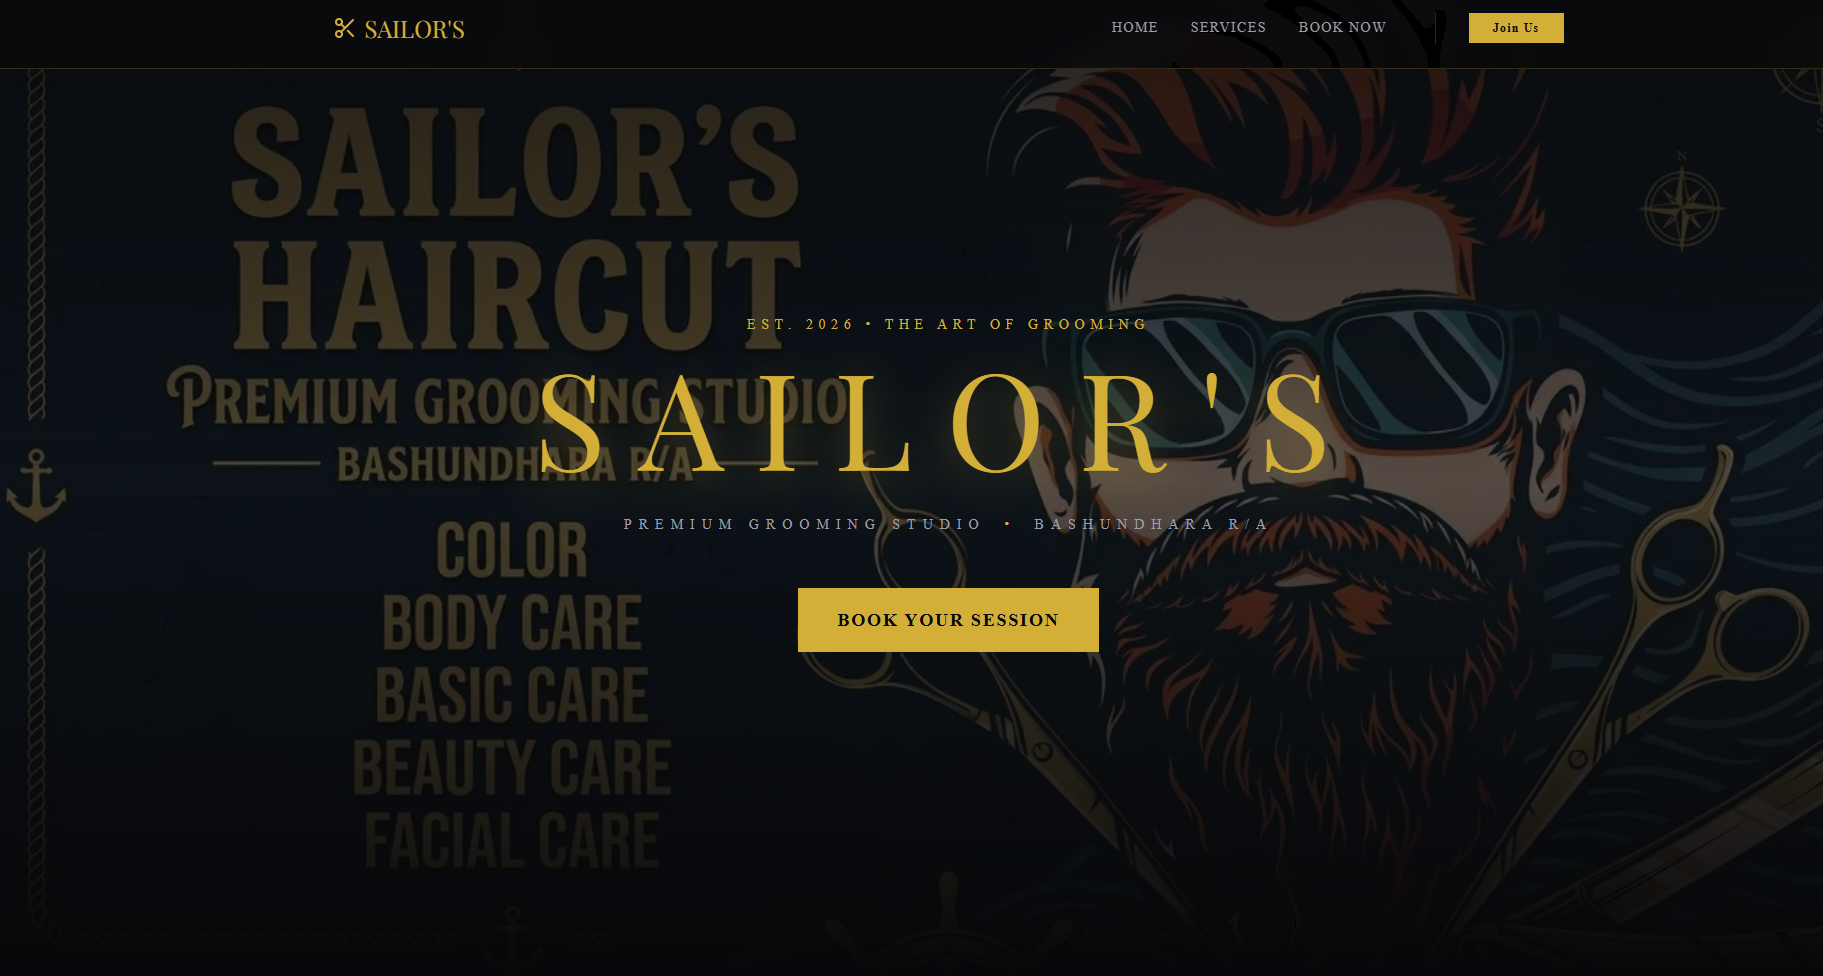 SAILOR'S
HOME SERVICES BOOK NOW Join Us
SAILOR'S
HAIRCUT
PREMIUM GROOMING STUDIO
BASUNDHARA R/A
COLOR
BODY CARE
BASIC CARE
BEAUTY CARE
FACIAL CARE
N
S
EST. 2026 • THE ART OF GROOMING
SAILOR'S
PREMIUM GROOMING STUDIO • BASHUNDHARA R/A
BOOK YOUR SESSION